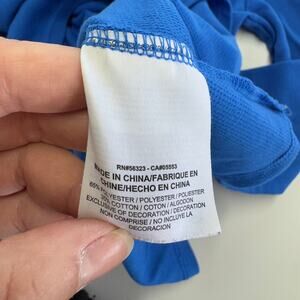 RN#56323 - CA#05553
MADE IN CHINA/FABRIQUE EN
CHINE/HECHO EN CHINA
65% POLYESTER / POLYESTER / POLIESTER
35% COTTON / COTON / ALGODON
EXCLUSIVE OF DECORATION / DECORATION
NON COMPRISE / NO INCLUYE LA
DECORACION